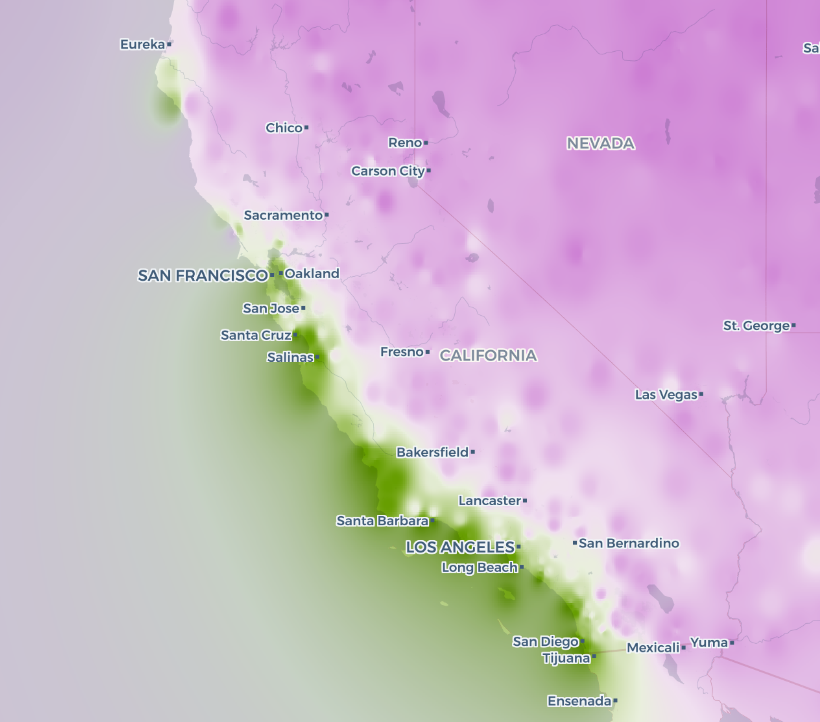 Eureka
Sa
Chico
Reno
NEVADA
Carson City
Sacramento
SAN FRANCISCO
Oakland
San Jose
St. George
Santa Cruz
Salinas
Fresno
CALIFORNIA
Las Vegas
Bakersfield
Lancaster
Santa Barbara
LOS ANGELES
San Bernardino
Long Beach
San Diego
Mexicali
Yuma
Tijuana
Ensenada